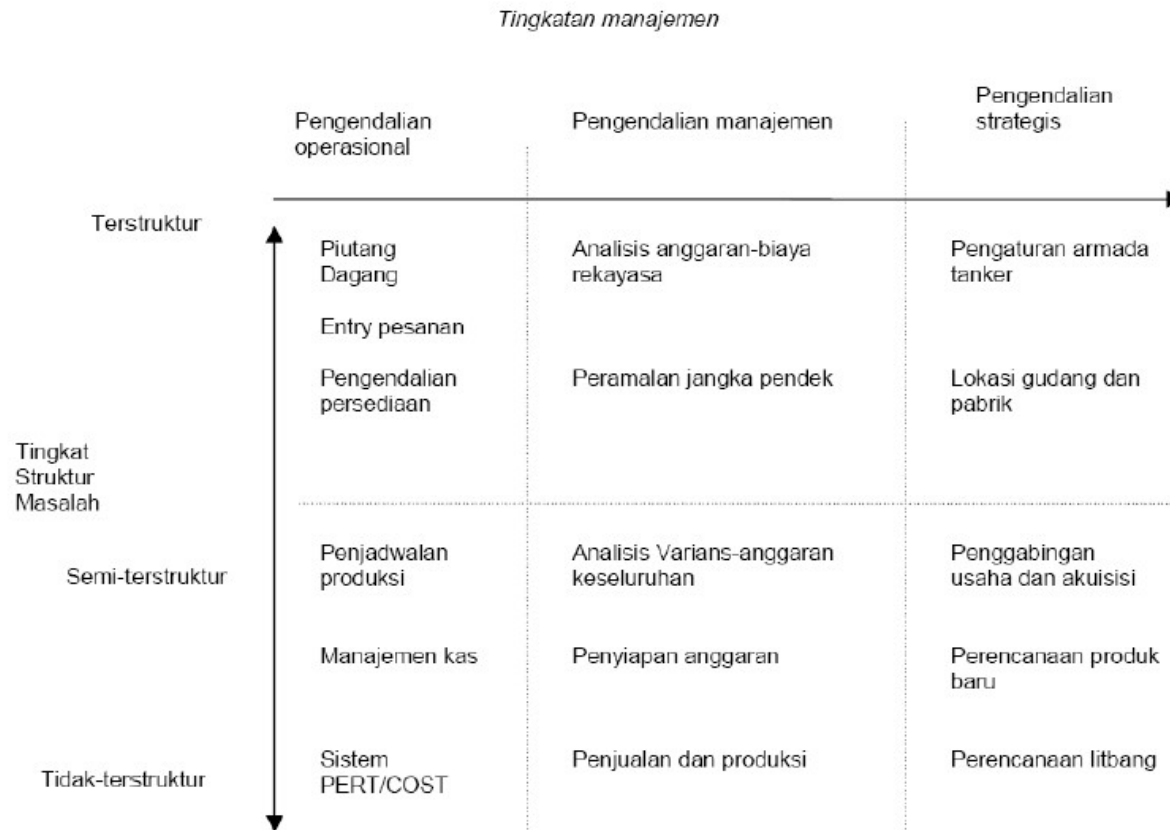 Tingkatan manajemen
Pengendalian
operasional
Pengendalian manajemen
Pengendalian
strategis
Terstruktur
Piutang
Dagang
Analisis anggaran-biaya
rekayasa
Pengaturan armada
tanker
Entry pesanan
Pengendalian
persediaan
Peramalan jangka pendek
Lokasi gudang dan
pabrik
Tingkat
Struktur
Masalah
Semi-terstruktur
Penjadwalan
produksi
Analisis Varians-anggaran
keseluruhan
Penggabingan
usaha dan akuisisi
Manajemen kas
Penyiapan anggaran
Perencanaan produk
baru
Tidak-terstruktur
Sistem
PERT/COST
Penjualan dan produksi
Perencanaan litbang